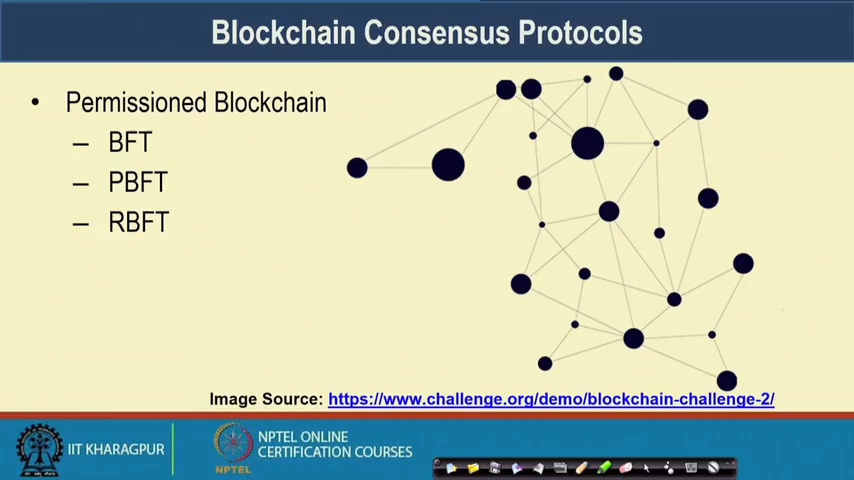 Blockchain Consensus Protocols
• Permissioned Blockchain
– BFT
– PBFT
– RBFT
Image Source: https://www.challenge.org/demo/blockchain-challenge-2/
IIT KHARAGPUR
NPTEL
NPTEL ONLINE
CERTIFICATION COURSES